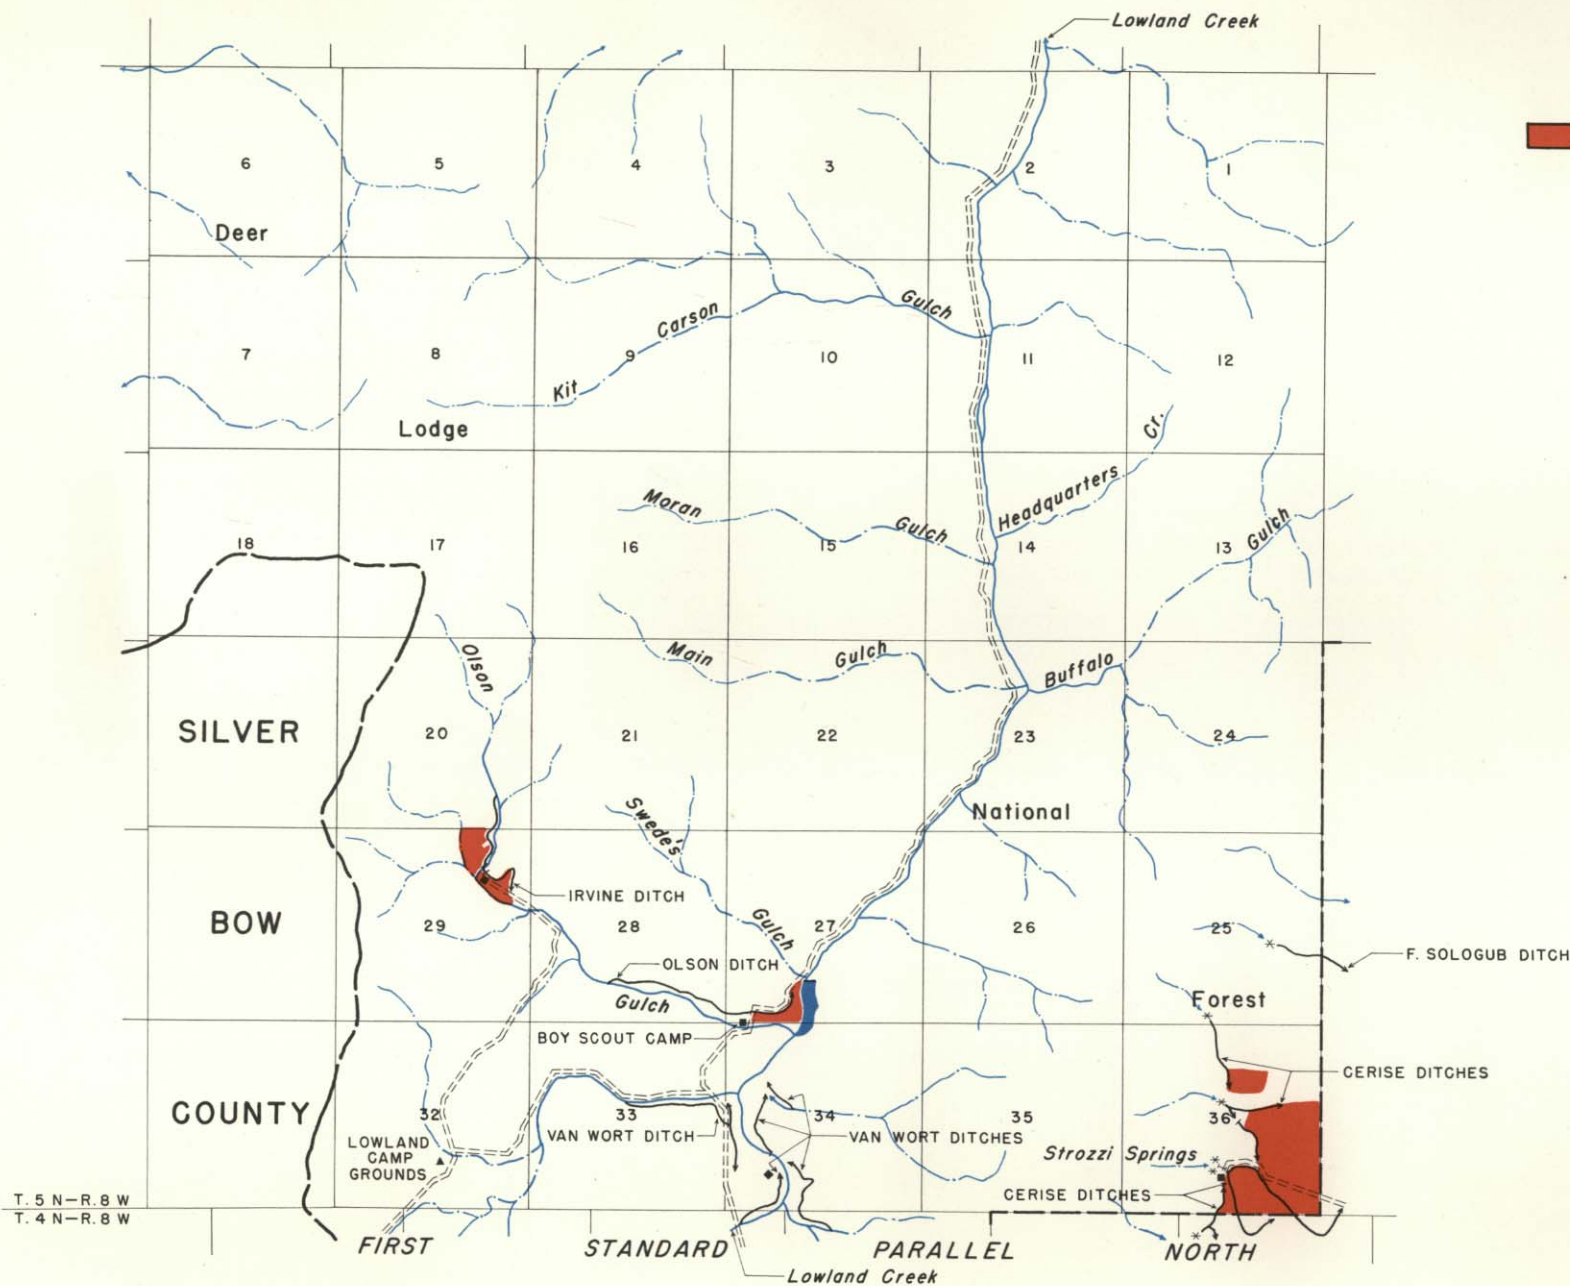 Lowland Creek
6
5
4
3
2
1
Deer
Kit Carson Gulch
7
8
9
10
11
12
Lodge
Moran Gulch
Headquarters Cr.
18
17
16
15
14
13
Gulch
Olson
Main Gulch
Buffalo
SILVER
20
21
22
23
24
Swede's Gulch
National
IRVINE DITCH
BOW
29
28
27
26
25
OLSON DITCH
F. SOLOGUB DITCH
Gulch
Forest
BOY SCOUT CAMP
CERISE DITCHES
COUNTY
32
33
34
35
36
VAN WORT DITCH
VAN WORT DITCHES
LOWLAND
CAMP
GROUNDS
Strozzi Springs
CERISE DITCHES
T. 5 N-R. 8 W
T. 4 N-R. 8 W
FIRST STANDARD PARALLEL NORTH
Lowland Creek